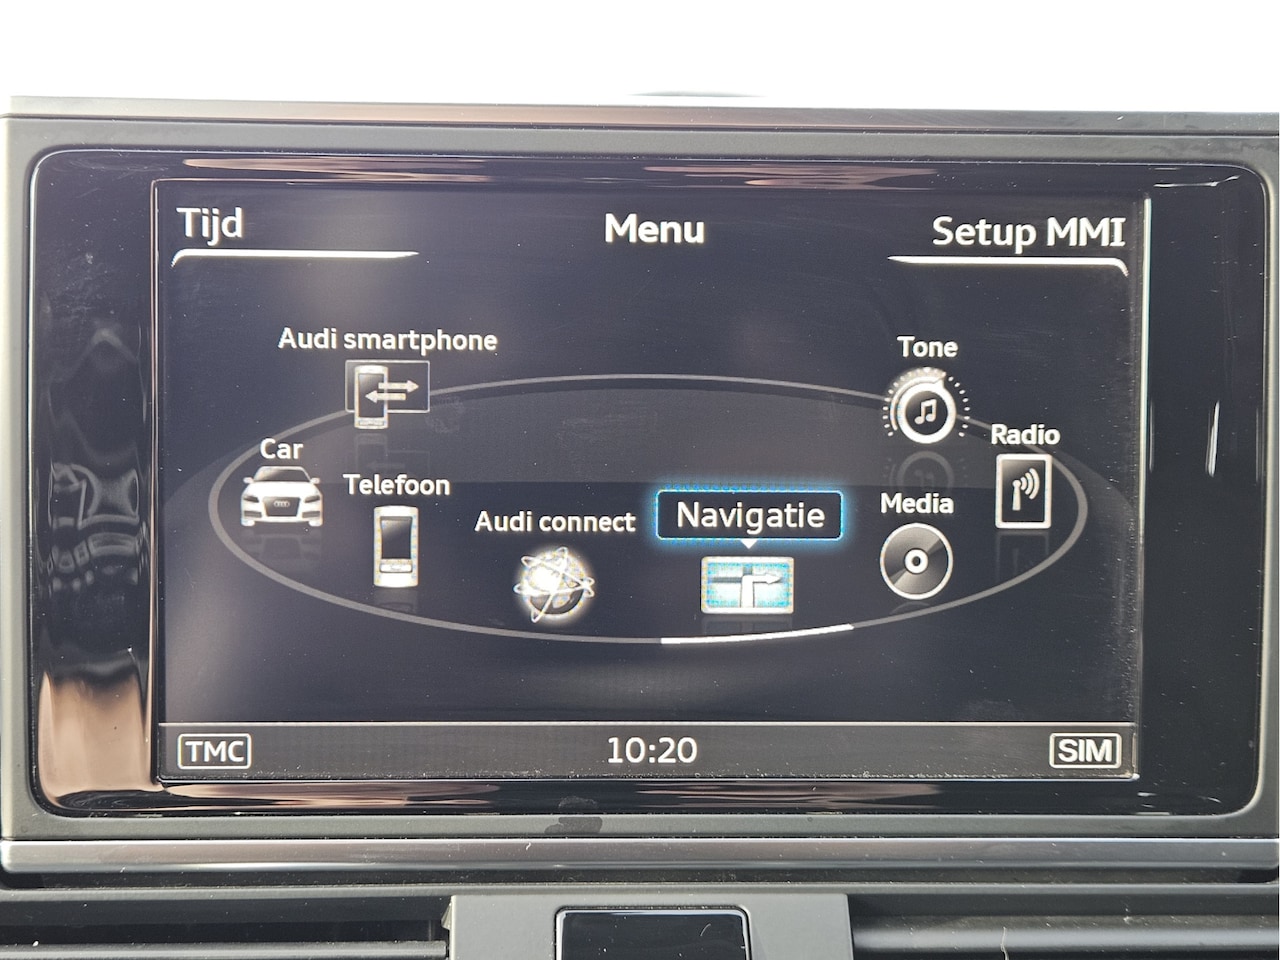 Tijd
Menu
Setup MMI
Audi smartphone
Tone
Car
Radio
Telefoon
Media
Audi connect
Navigatie
TMC
10:20
SIM